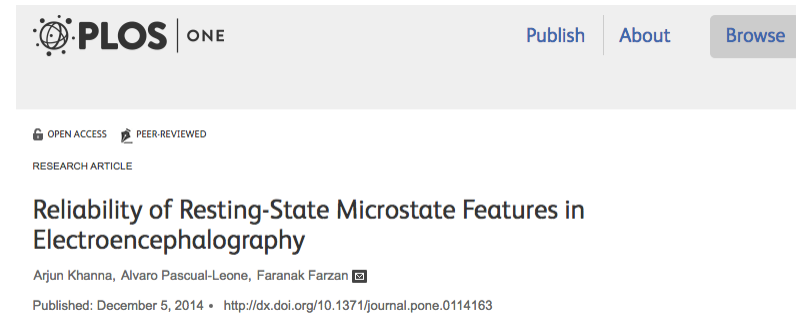 PLOS ONE Publish About Browse
OPEN ACCESS PEER-REVIEWED
RESEARCH ARTICLE
Reliability of Resting-State Microstate Features in
Electroencephalography
Arjun Khanna, Alvaro Pascual-Leone, Faranak Farzan
Published: December 5, 2014 • http://dx.doi.org/10.1371/journal.pone.0114163